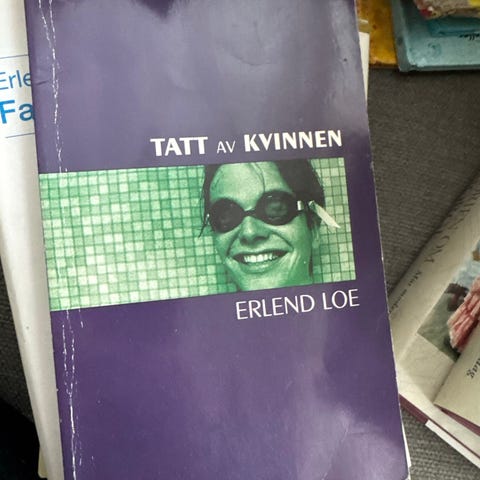 TATT AV KVINNEN
ERLEND LOE
Erle
Fa